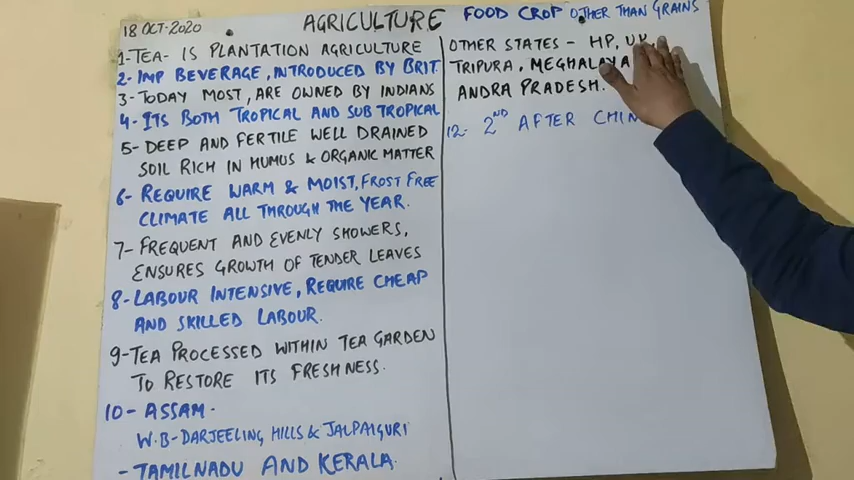 18 OCT-2020
AGRICULTURE
FOOD CROP OTHER THAN GRAINS
1-TEA- IS PLANTATION AGRICULTURE
2- IMP BEVERAGE, INTRODUCED BY BRIT.
3- TODAY MOST, ARE OWNED BY INDIANS
4- ITS BOTH TROPICAL AND SUB TROPICAL
5- DEEP AND FERTILE WELL DRAINED
SOIL RICH IN HUMUS & ORGANIC MATTER
6- REQUIRE WARM & MOIST, FROST FREE
CLIMATE ALL THROUGH THE YEAR.
7- FREQUENT AND EVENLY SHOWERS,
ENSURES GROWTH OF TENDER LEAVES
8- LABOUR INTENSIVE, REQUIRE CHEAP
AND SKILLED LABOUR.
9-TEA PROCESSED WITHIN TEA GARDEN
TO RESTORE ITS FRESHNESS.
10- ASSAM.
W.B-DARJEELING HILLS & JALPAIGURI
- TAMILNADU AND KERALA.
OTHER STATES - HP, UK
TRIPURA, MEGHALAYA
ANDRA PRADESH.
12- 2ND AFTER CHIN